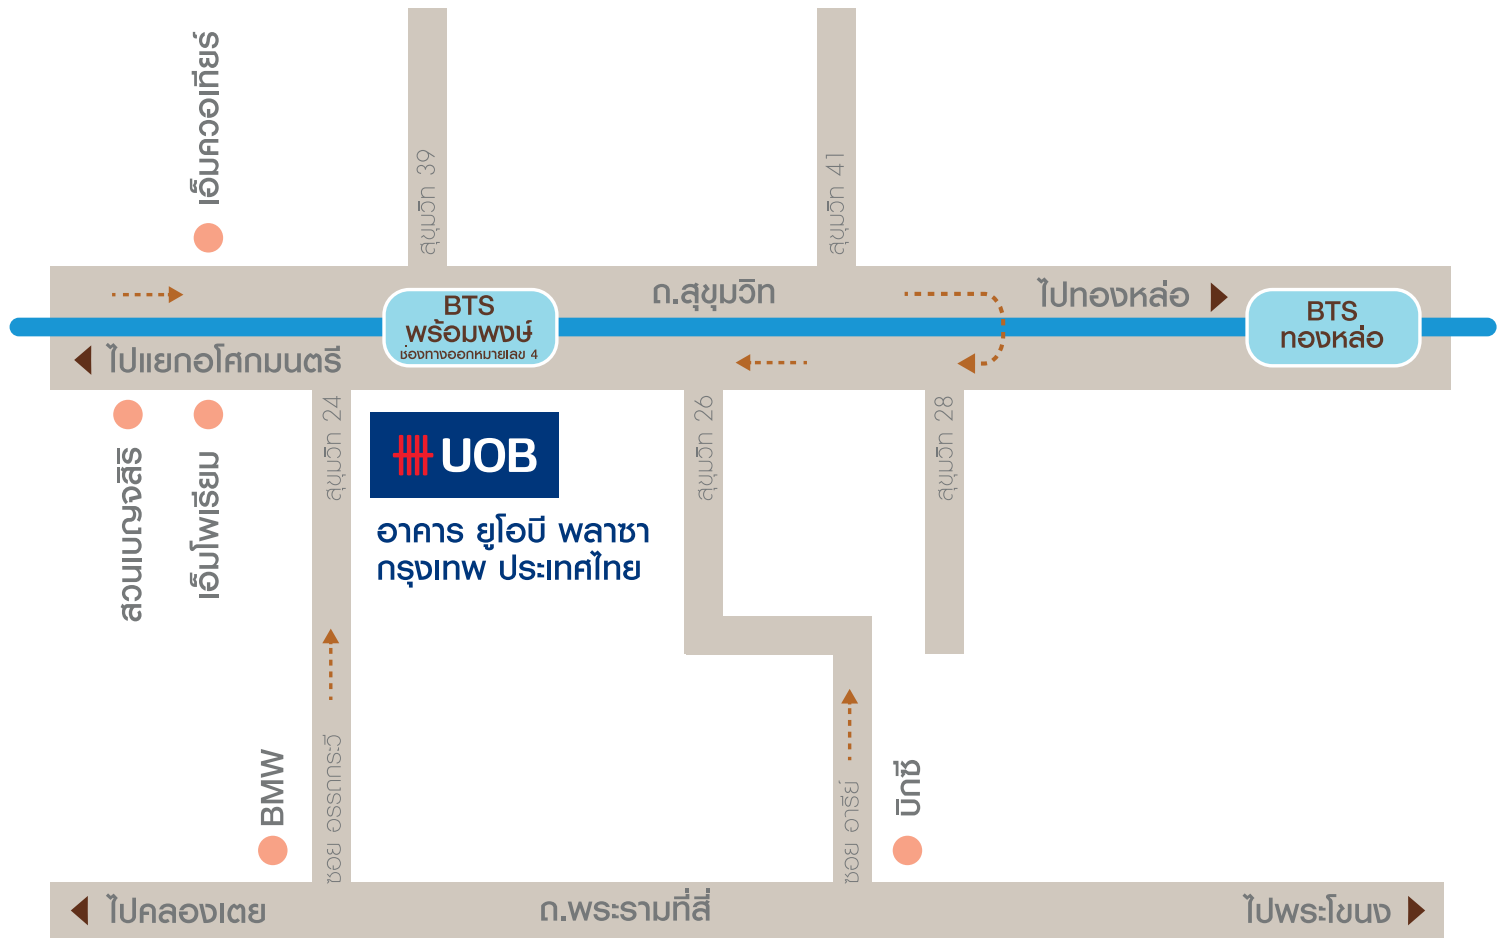 เอ็มควอเทียร์
สุขุมวิท 39
สุขุมวิท 41
ถ.สุขุมวิท
ไปทองหล่อ
BTS
พร้อมพงษ์
ช่องทางออกหมายเลข 4
BTS
ทองหล่อ
ไปแยกอโศกมนตรี
สวนเบญจสิริ
เอ็มโพเรียม
สุขุมวิท 24
UOB
อาคาร ยูโอบี พลาซา
กรุงเทพ ประเทศไทย
สุขุมวิท 26
สุขุมวิท 28
BMW
ซอย อรรถกระวี
ซอย อารีย์
บิ๊กซี
ไปคลองเตย
ถ.พระรามที่สี่
ไปพระโขนง